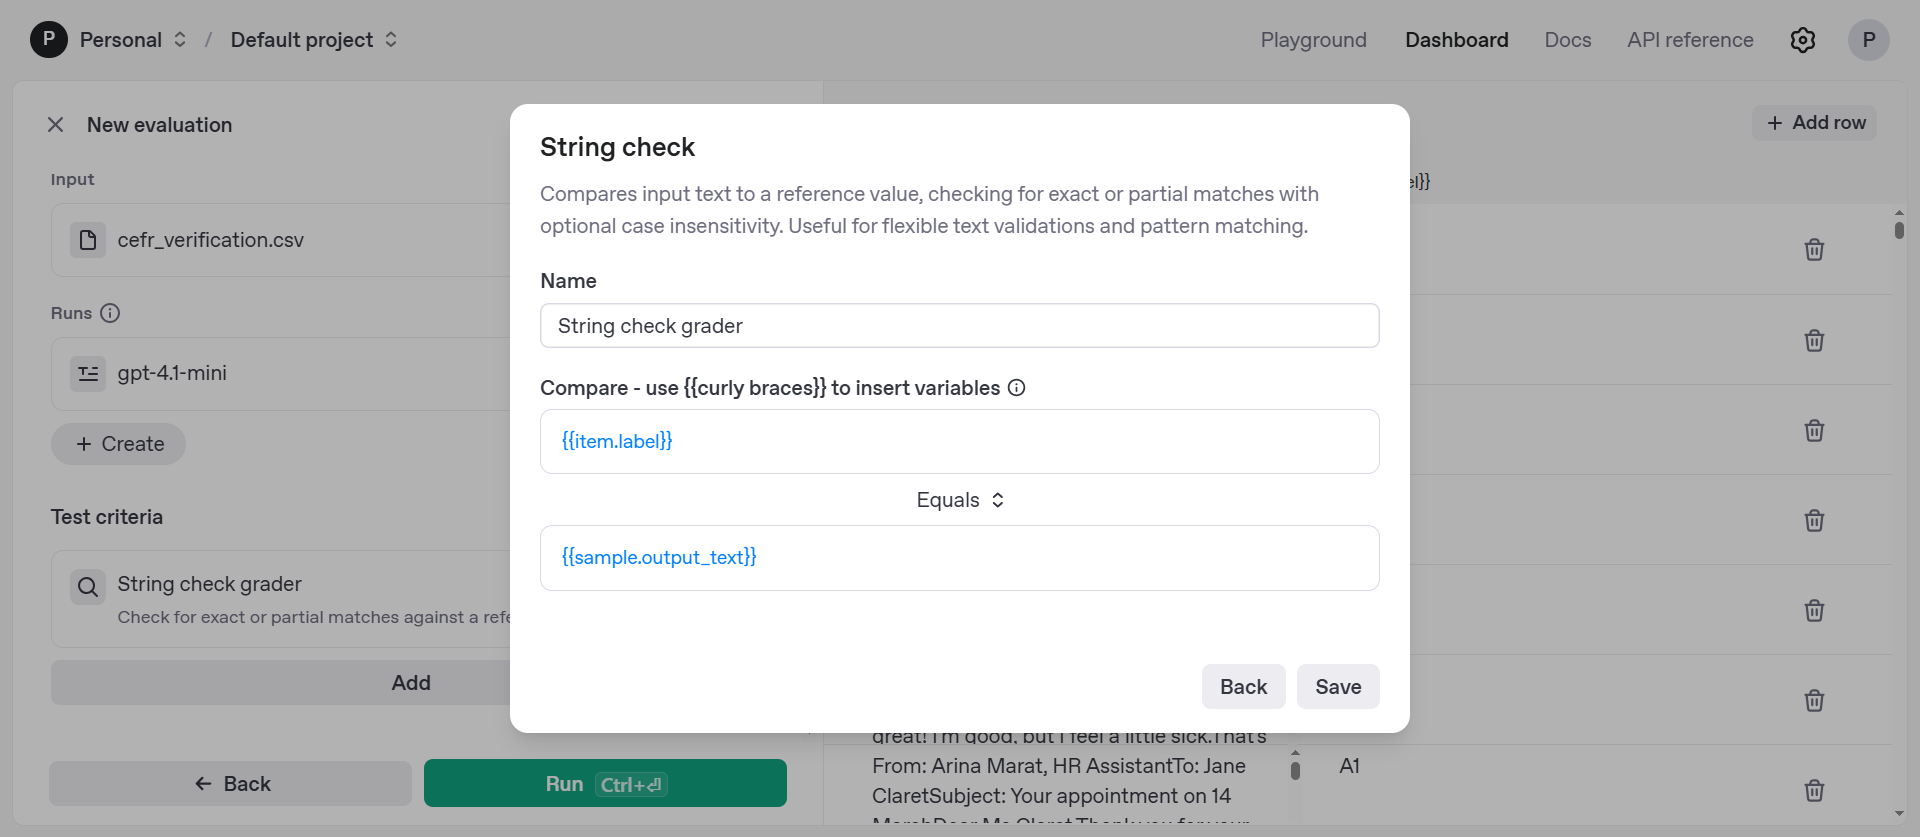 P Personal / Default project
Playground Dashboard Docs API reference P
New evaluation
Add row
Input
cefr_verification.csv
Runs
gpt-4.1-mini
Create
Test criteria
String check grader
Check for exact or partial matches against a
Add
Back
Run Ctrl+⏎
String check
Compares input text to a reference value, checking for exact or partial matches with
optional case insensitivity. Useful for flexible text validations and pattern matching.
Name
String check grader
Compare - use {{curly braces}} to insert variables
{{item.label}}
Equals
{{sample.output_text}}
Back Save
great! I'm good, but I feel a little sick.That's
From: Arina Marat, HR AssistantTo: Jane
ClaretSubject: Your appointment on 14
A1